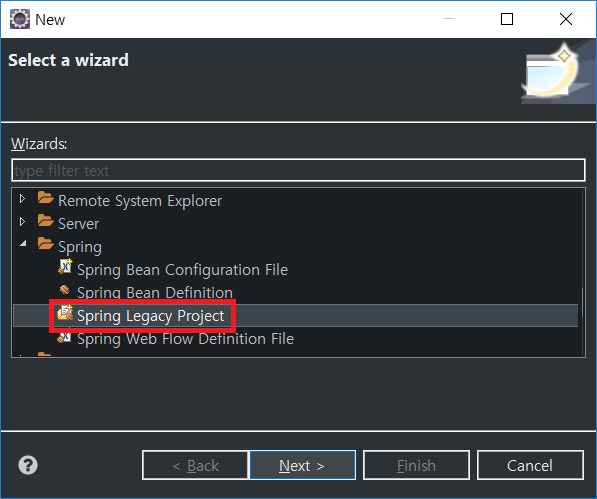 New
Select a wizard
Wizards:
type filter text
Remote System Explorer
Server
Spring
Spring Bean Configuration File
Spring Bean Definition
Spring Legacy Project
Spring Web Flow Definition File
< Back
Next >
Finish
Cancel